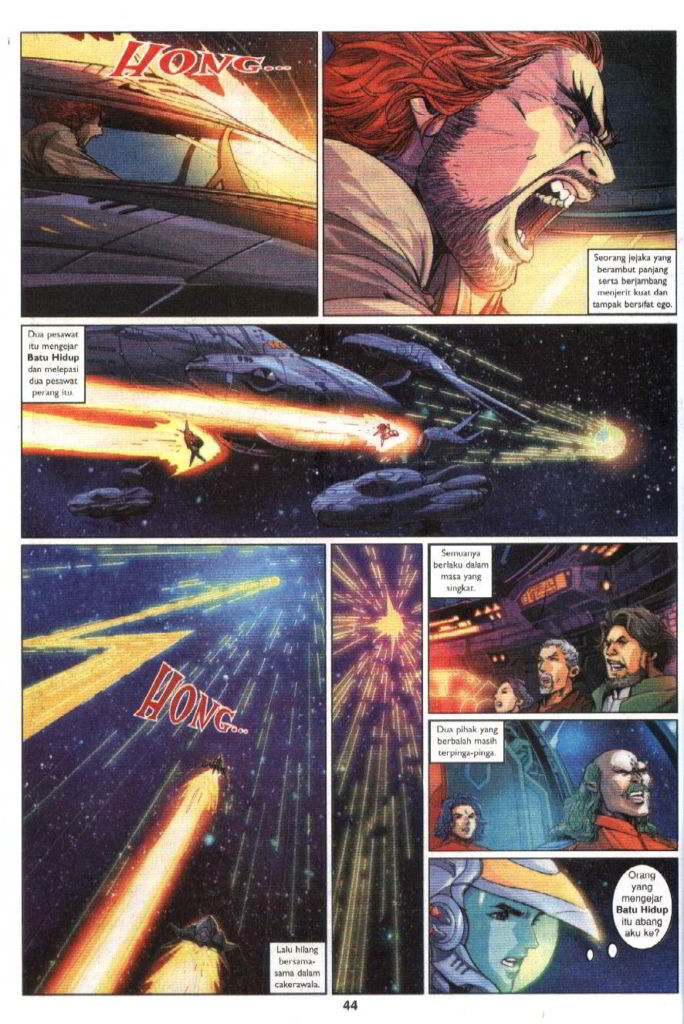 HONG...
Seorang jejaka yang
berambut panjang
serta berjambang
menjerit kuat dan
tampak bersifat ego.
Dua pesawat
itu mengejar
Batu Hidup
dan melepasi
dua pesawat
perang itu.
HONG...
Lalu hilang
bersama-
sama dalam
cakerawala.
Semuanya
berlaku dalam
masa yang
singkat.
Dua pihak yang
berbalah masih
terpinga-pinga.
Orang
yang
mengejar
Batu Hidup
itu abang
aku ke?
44